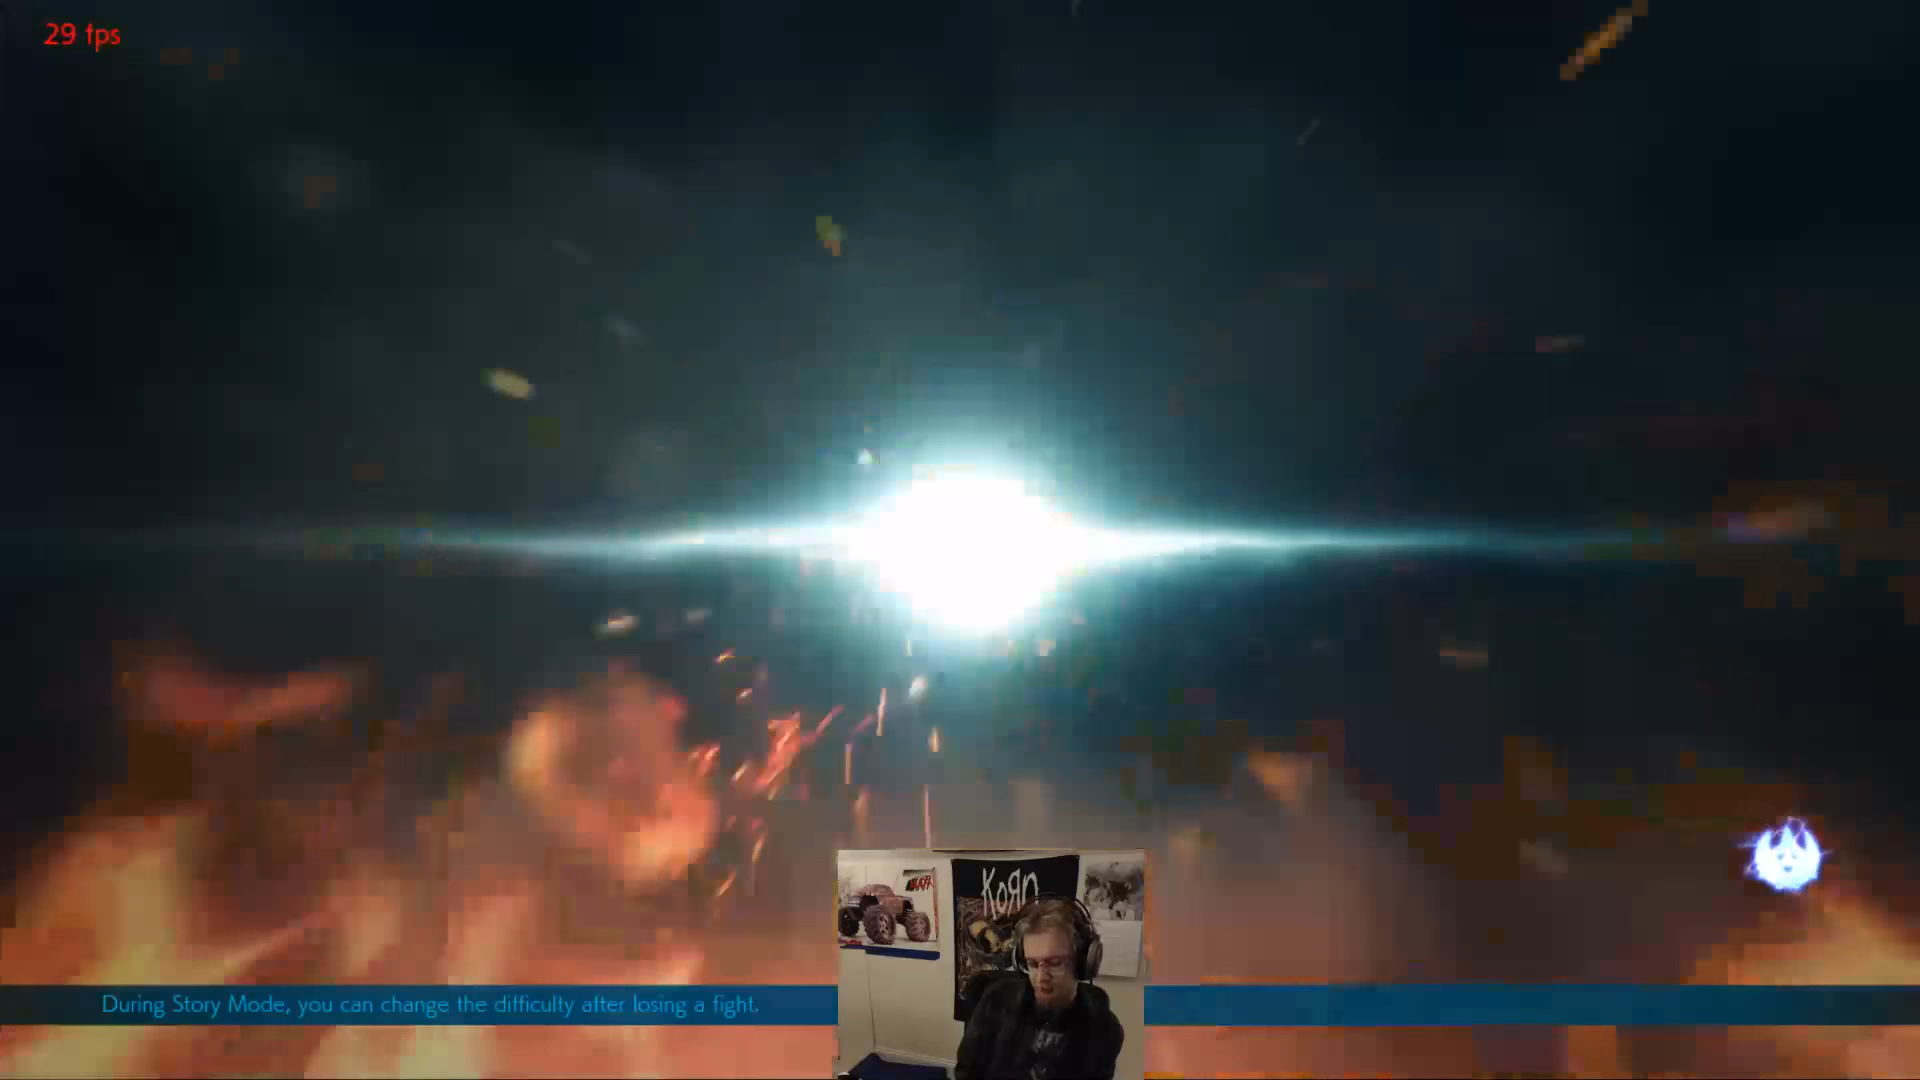 29 fps
KoЯn
During Story Mode, you can change the difficulty after losing a fight.